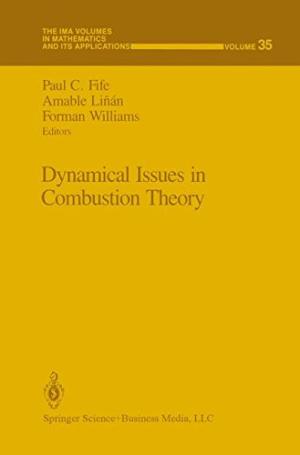 THE IMA VOLUMES
IN MATHEMATICS
AND ITS APPLICATIONS
VOLUME 35
Paul C. Fife
Amable Liñán
Forman Williams
Editors
Dynamical Issues in
Combustion Theory
Springer Science+Business Media, LLC